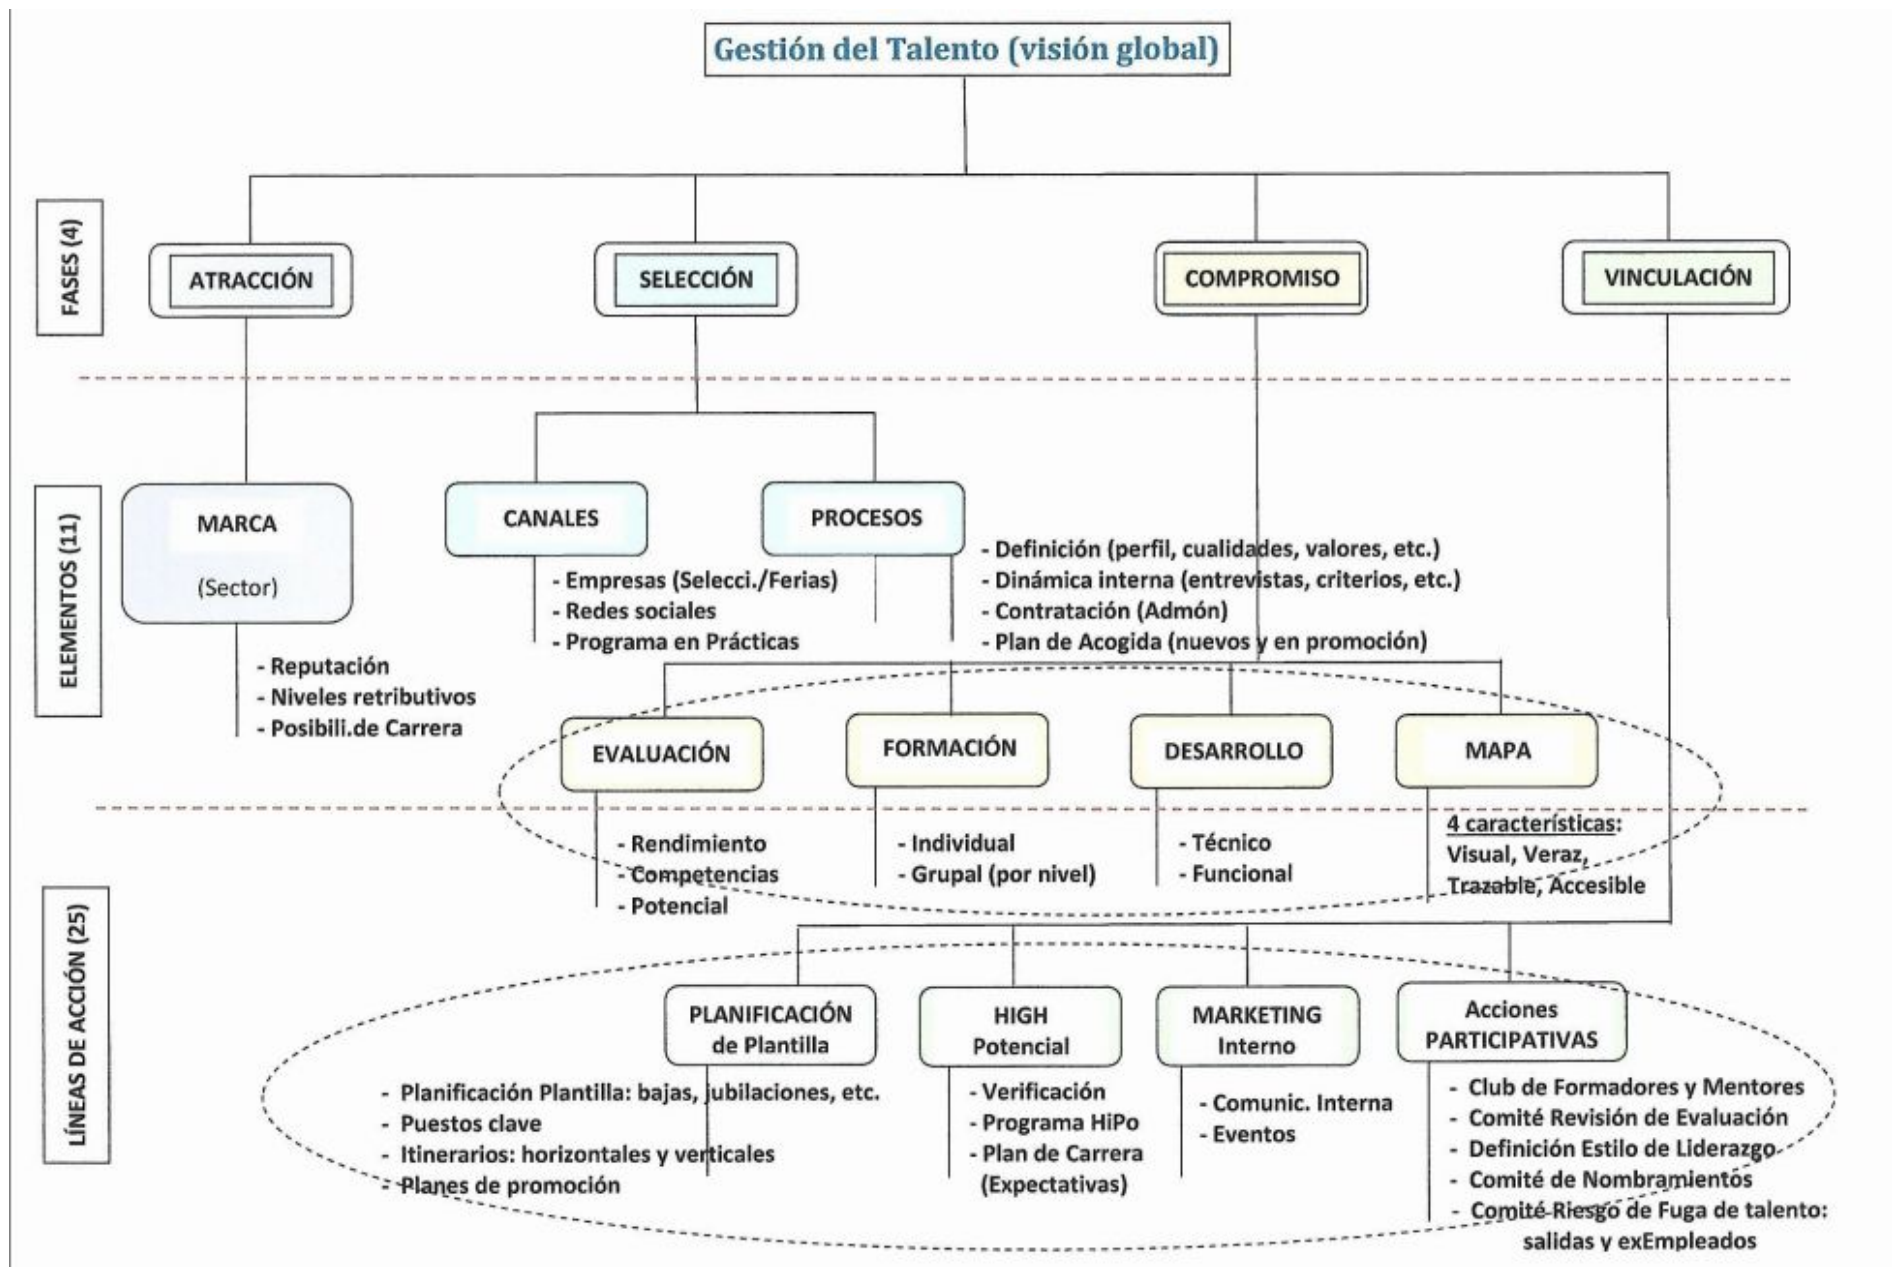 Gestión del Talento (visión global)
FASES (4)
ATRACCIÓN
SELECCIÓN
COMPROMISO
VINCULACIÓN
ELEMENTOS (11)
MARCA
(Sector)
- Reputación
- Niveles retributivos
- Posibili.de Carrera
CANALES
- Empresas (Selecci./Ferias)
- Redes sociales
- Programa en Prácticas
PROCESOS
- Definición (perfil, cualidades, valores, etc.)
- Dinámica interna (entrevistas, criterios, etc.)
- Contratación (Admón)
- Plan de Acogida (nuevos y en promoción)
EVALUACIÓN
- Rendimiento
- Competencias
- Potencial
FORMACIÓN
- Individual
- Grupal (por nivel)
DESARROLLO
- Técnico
- Funcional
MAPA
4 características:
Visual, Veraz,
Trazable, Accesible
LÍNEAS DE ACCIÓN (25)
PLANIFICACIÓN
de Plantilla
- Planificación Plantilla: bajas, jubilaciones, etc.
- Puestos clave
- Itinerarios: horizontales y verticales
- Planes de promoción
HIGH
Potencial
- Verificación
- Programa HiPo
- Plan de Carrera
(Expectativas)
MARKETING
Interno
- Comunic. Interna
- Eventos
Acciones
PARTICIPATIVAS
- Club de Formadores y Mentores
- Comité Revisión de Evaluación
- Definición Estilo de Liderazgo
- Comité de Nombramientos
- Comité Riesgo de Fuga de talento:
salidas y exEmpleados